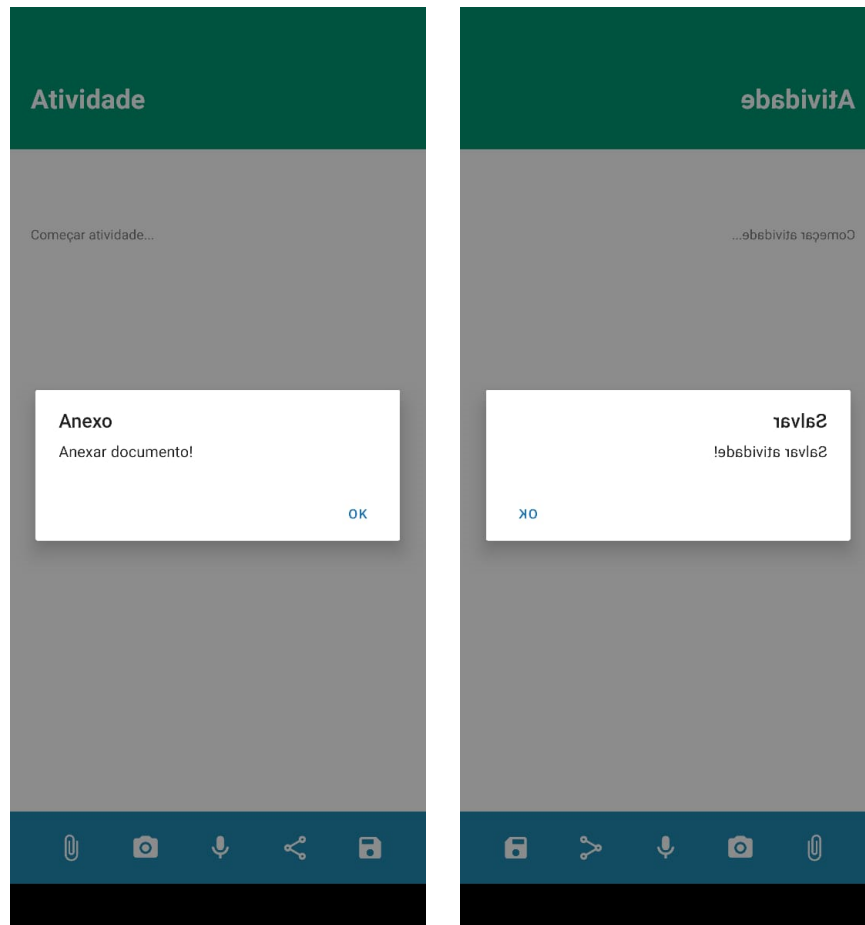 Atividade
Começar atividade...
Anexo
Anexar documento!
OK
Atividade
Começar atividade...
Salvar
Salvar atividade!
OK